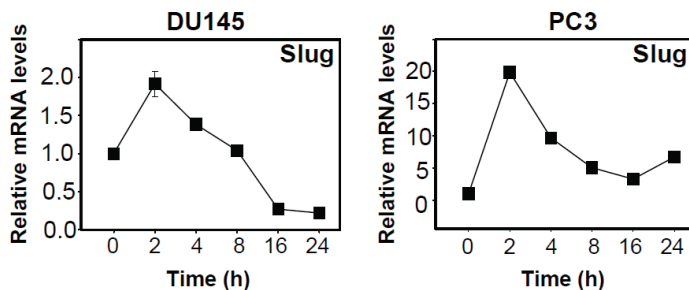 DU145
Slug
Relative mRNA levels
2.0
1.5
1.0
0.5
0.0
0 2 4 8 16 24
Time (h)
PC3
Slug
Relative mRNA levels
20
15
10
5
0
0 2 4 8 16 24
Time (h)